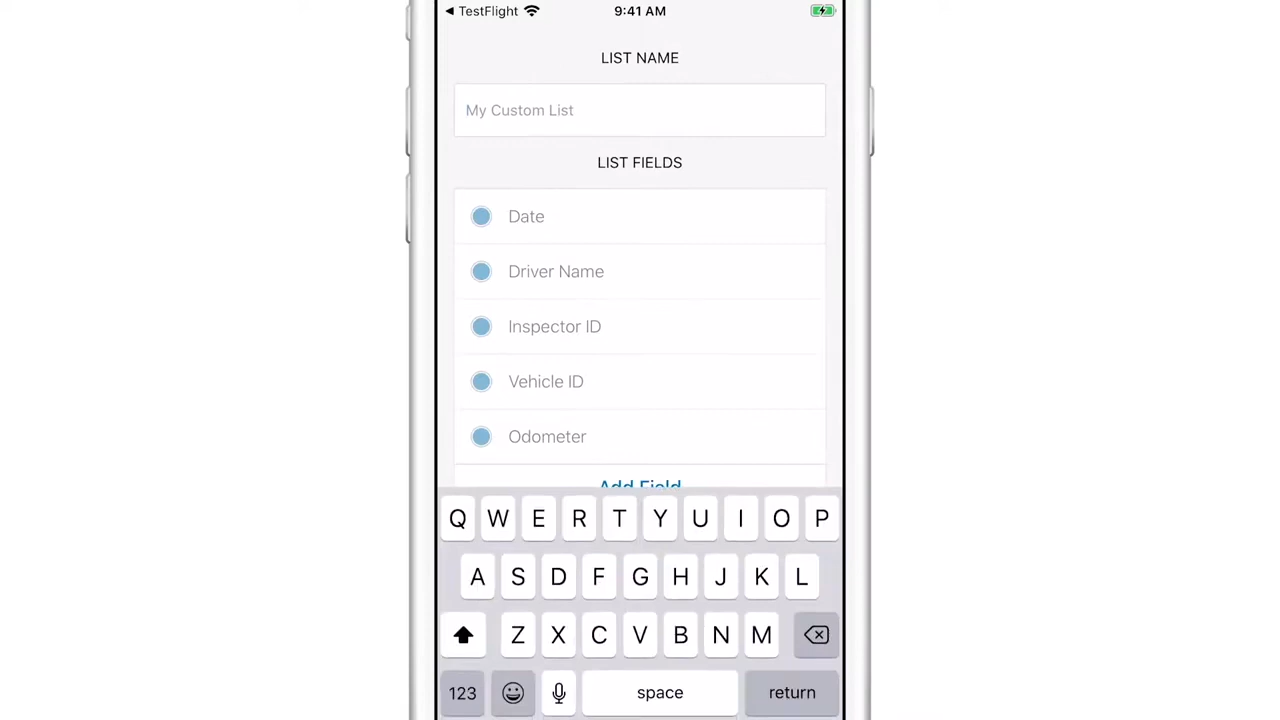 ◀ TestFlight 9:41 AM
LIST NAME
My Custom List
LIST FIELDS
Date
Driver Name
Inspector ID
Vehicle ID
Odometer
Add Field
Q W E R T Y U I O P
A S D F G H J K L
Z X C V B N M
123 space return